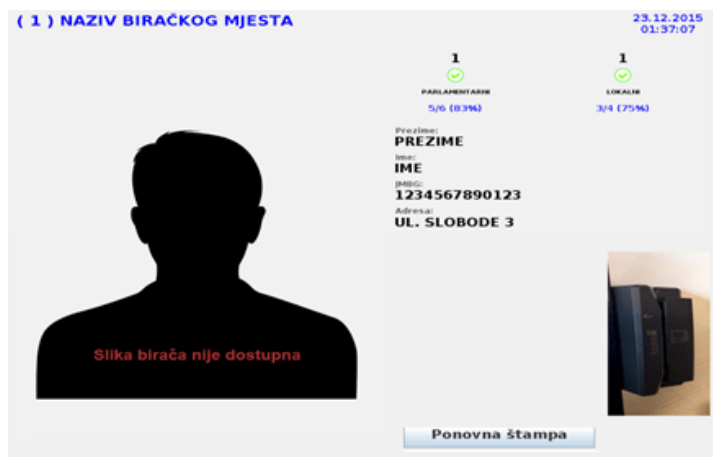 ( 1 ) NAZIV BIRAČKOG MJESTA
23.12.2015
01:37:07
1
PARLAMENTARNI
5/6 (83%)
1
LOKALNI
3/4 (75%)
Prezime:
PREZIME
Ime:
IME
JMBG:
1234567890123
Adresa:
UL. SLOBODE 3
Slika birača nije dostupna
Ponovna štampa